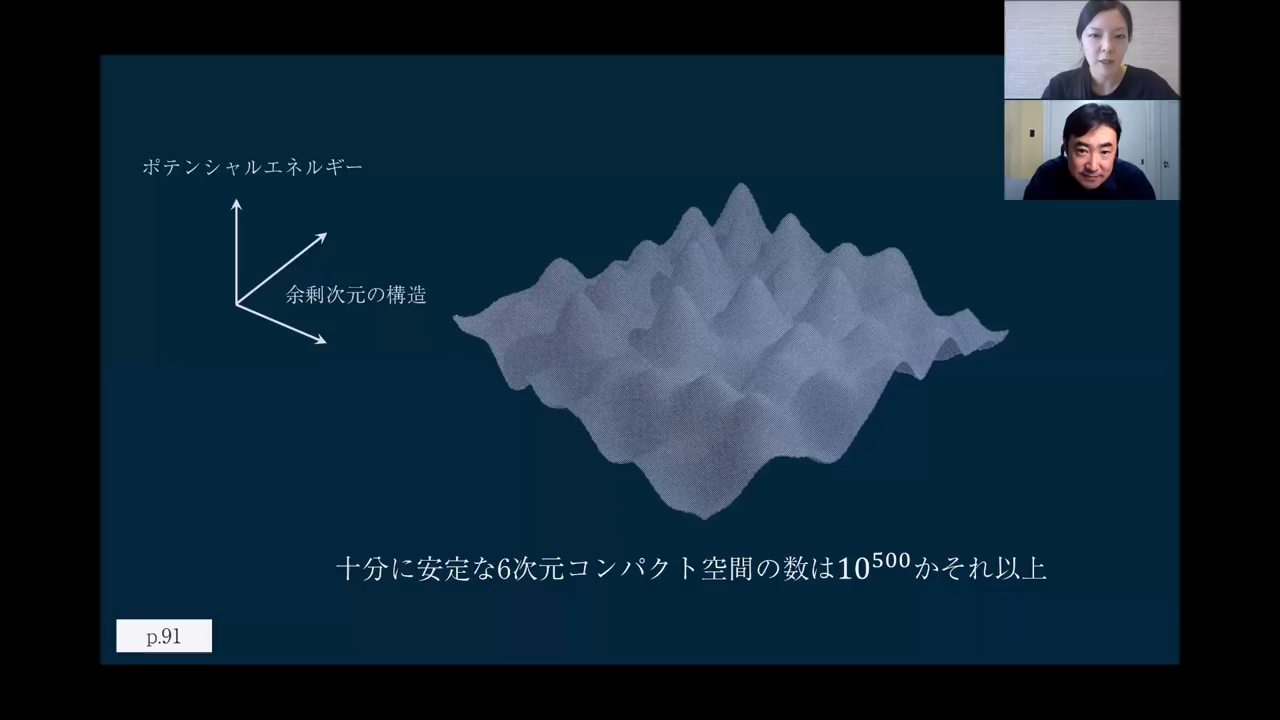 ポテンシャルエネルギー
余剰次元の構造
十分に安定な6次元コンパクト空間の数は10⁵⁰⁰かそれ以上
p.91